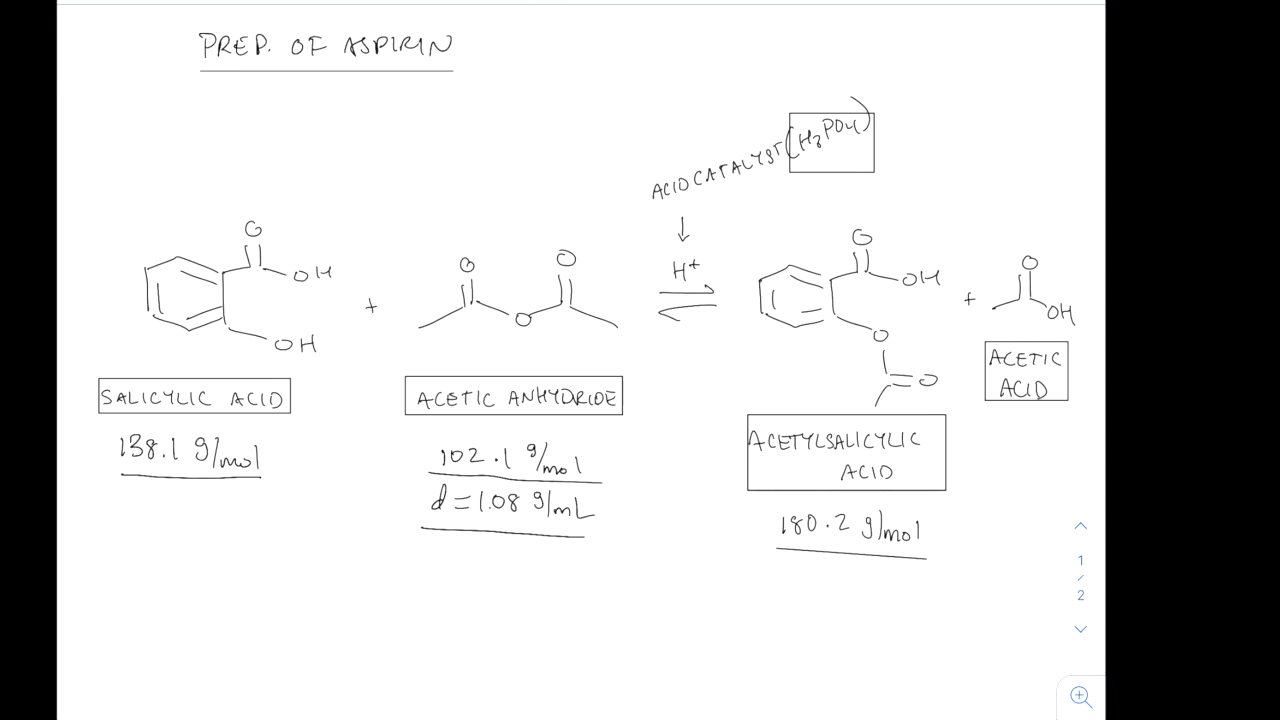 PREP. OF ASPIRIN
ACID CATALYST (H3PO4)
↓
H+
O
OH
OH
+
O
O
O
O
OH
O
O
+
O
OH
SALICYLIC ACID
138.1 g/mol
ACETIC ANHYDRIDE
102.1 g/mol
d = 1.08 g/mL
ACETYLSALICYLIC
ACID
180.2 g/mol
ACETIC
ACID
1
/
2